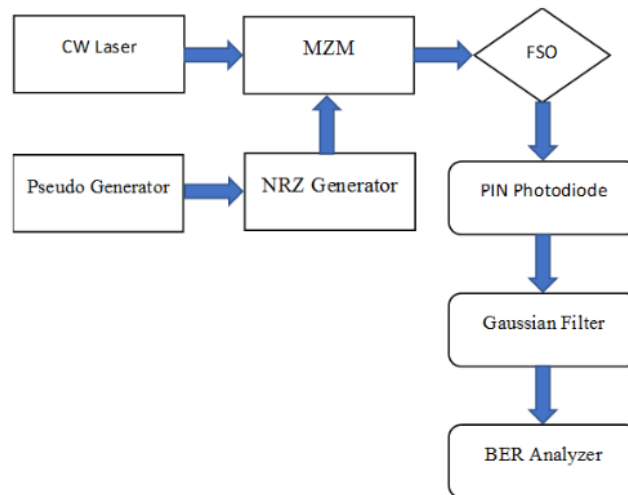 CW Laser
MZM
FSO
Pseudo Generator
NRZ Generator
PIN Photodiode
Gaussian Filter
BER Analyzer